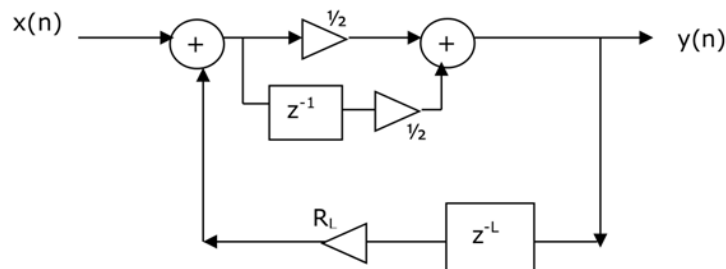 x(n)
+
½
+
y(n)
z⁻¹
½
R_L
z⁻ᴸ